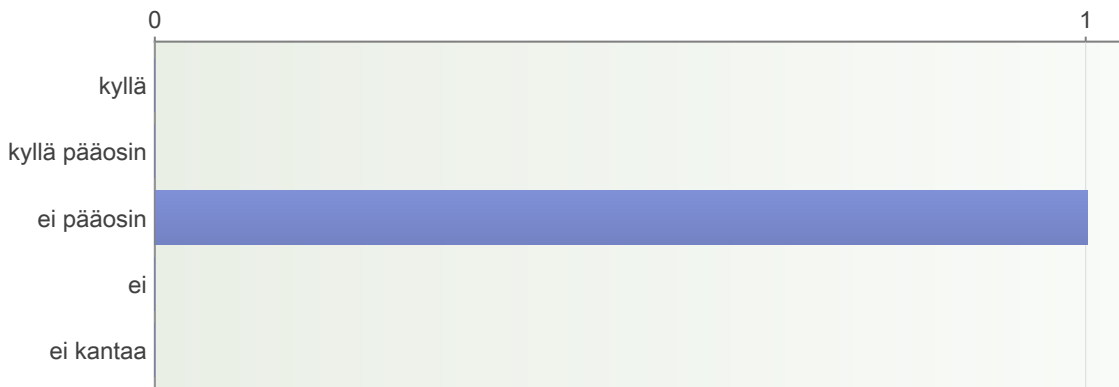 0 1
kyllä
kyllä pääosin
ei pääosin
ei
ei kantaa